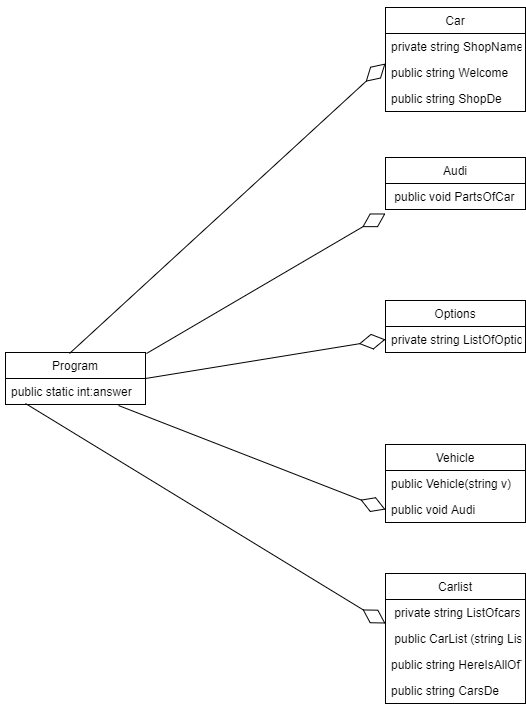 Car
private string ShopName
public string Welcome
public string ShopDe
Audi
public void PartsOfCar
Options
private string ListOfOptic
Program
public static int:answer
Vehicle
public Vehicle(string v)
public void Audi
Carlist
private string ListOfcars
public CarList (string Lis
public string HereIsAllOf
public string CarsDe